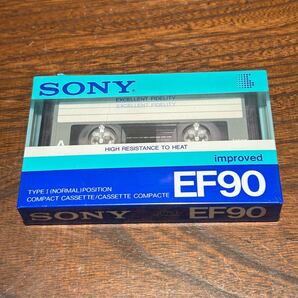 SONY
EXCELLENT FIDELITY
EXCELLENT FIDELITY
A
HIGH RESISTANCE TO HEAT
improved
TYPE I (NORMAL) POSITION
COMPACT CASSETTE/CASSETTE COMPACTE
EF90
SONY
EF90